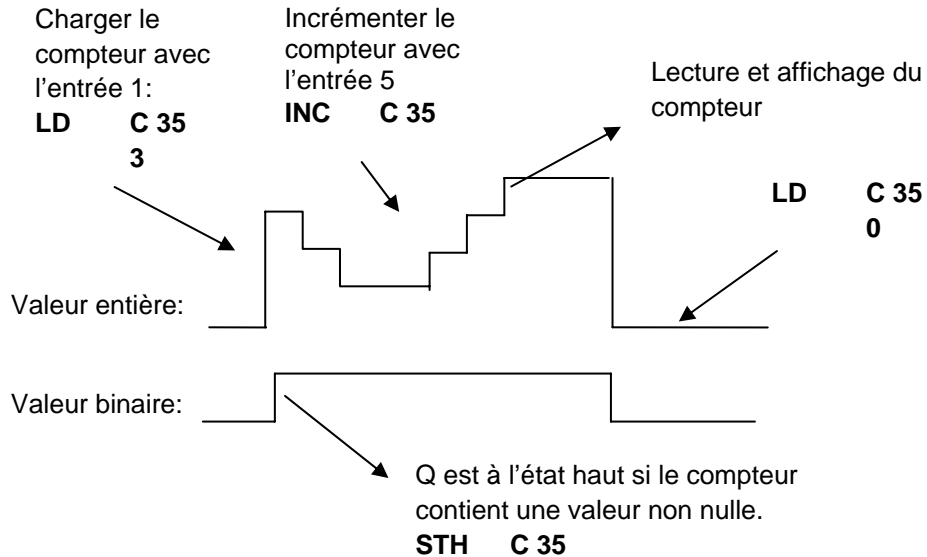 Charger le
compteur avec
l’entrée 1:
LD C 35
3
Incrémenter le
compteur avec
l’entrée 5
INC C 35
Lecture et affichage du
compteur
LD C 35
0
Valeur entière:
Valeur binaire:
Q est à l’état haut si le compteur
contient une valeur non nulle.
STH C 35